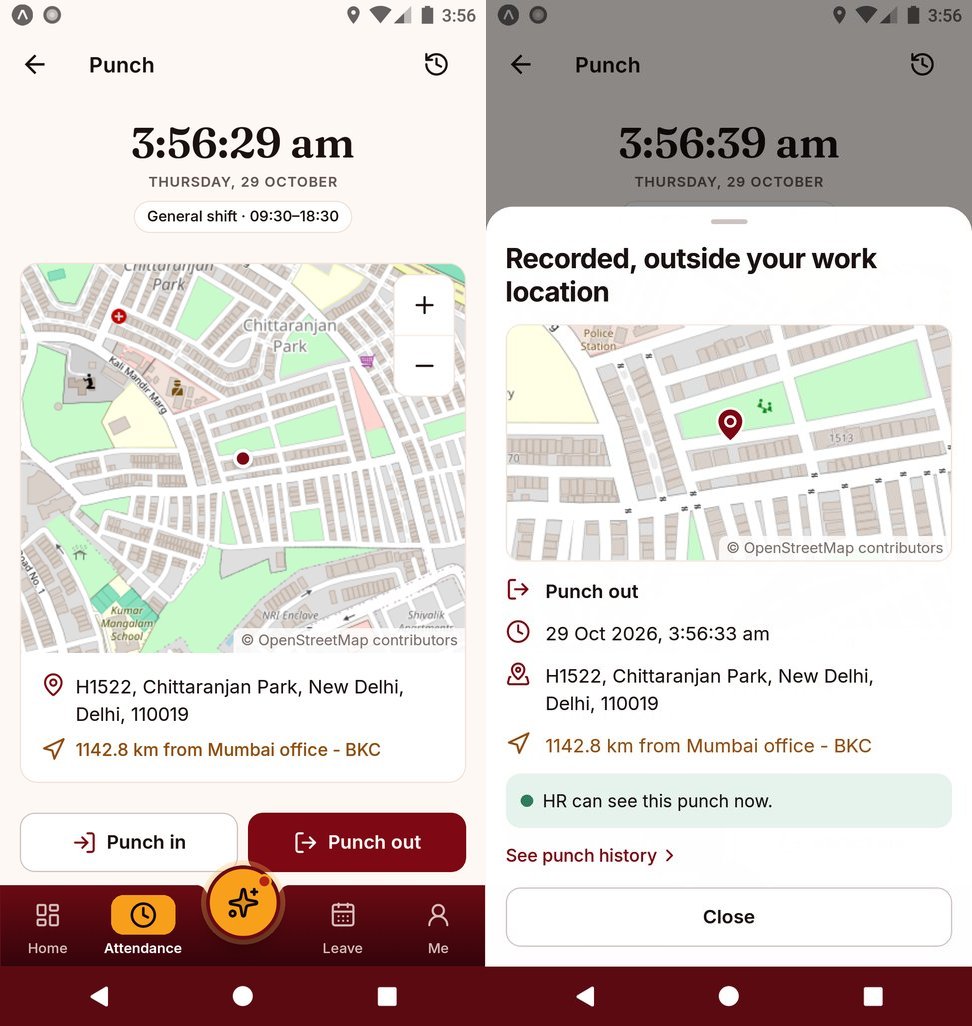 3:56
Punch
3:56:29 am
THURSDAY, 29 OCTOBER
General shift · 09:30–18:30
Chittaranjan
Park
Chittaranjan
Park
Kali Mandir Marg
Kumar
Mangalam
School
NRI Enclave
Shivalik
Apartments
© OpenStreetMap contributors
H1522, Chittaranjan Park, New Delhi,
Delhi, 110019
1142.8 km from Mumbai office - BKC
Punch in
Punch out
Home
Attendance
Leave
Me
3:56
Punch
3:56:39 am
THURSDAY, 29 OCTOBER
Recorded, outside your work
location
Police
Station
70
1513
© OpenStreetMap contributors
Punch out
29 Oct 2026, 3:56:33 am
H1522, Chittaranjan Park, New Delhi,
Delhi, 110019
1142.8 km from Mumbai office - BKC
HR can see this punch now.
See punch history
Close